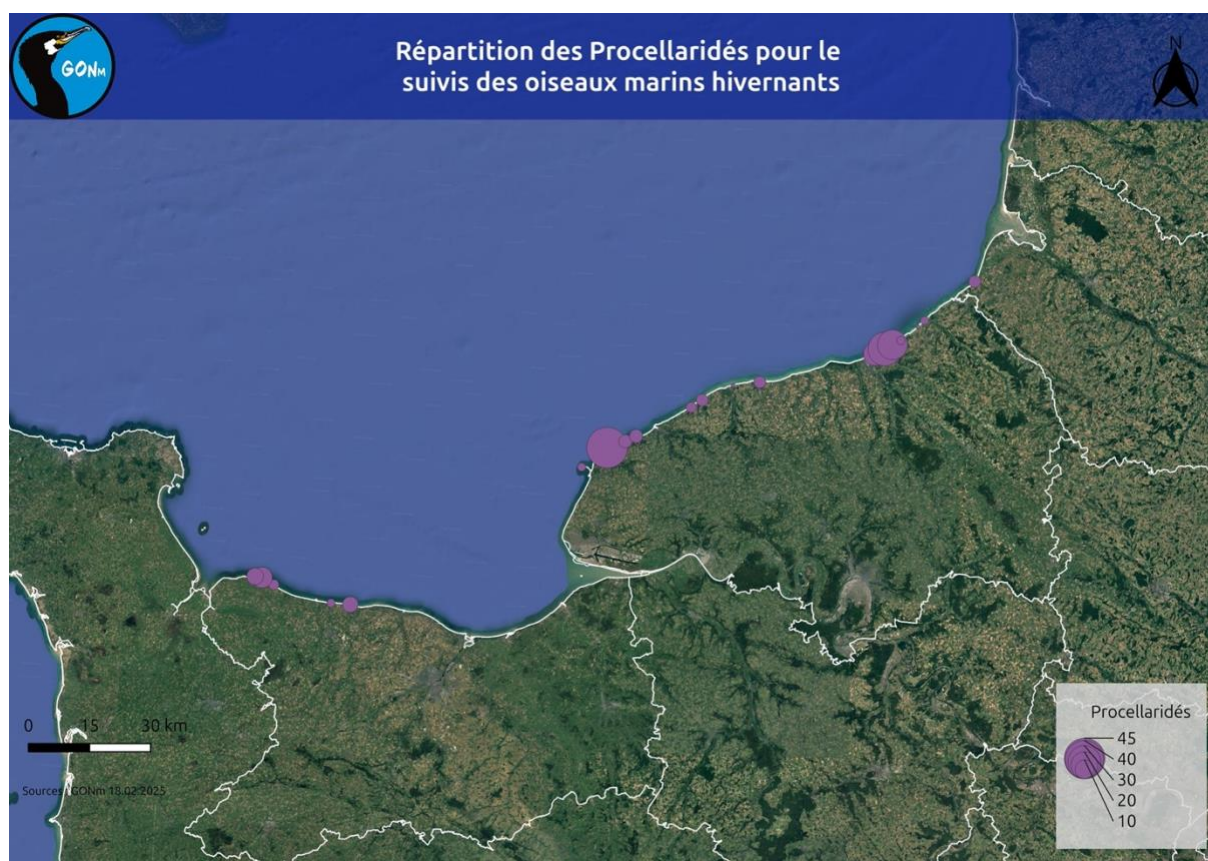 GONm
Répartition des Procellaridés pour le
suivis des oiseaux marins hivernants
N
0 15 30 km
Sources : GONm 18.02.2025
Procellaridés
45
40
30
20
10